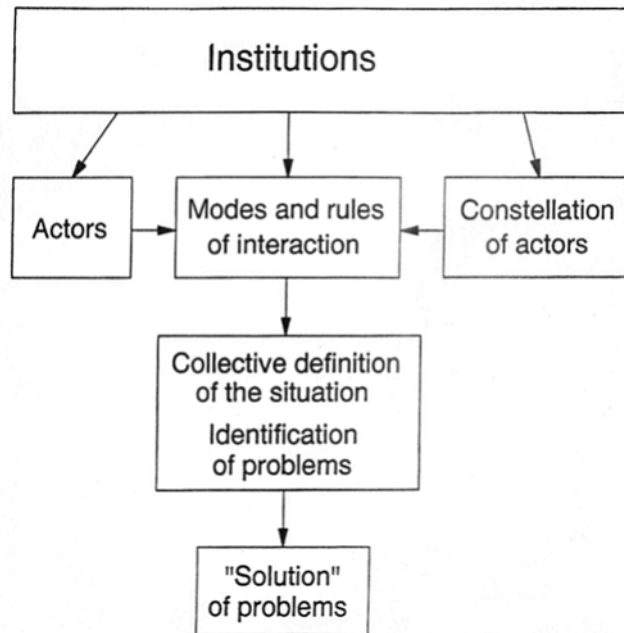 Institutions
Actors
Modes and rules
of interaction
Constellation
of actors
Collective definition
of the situation
Identification
of problems
"Solution"
of problems